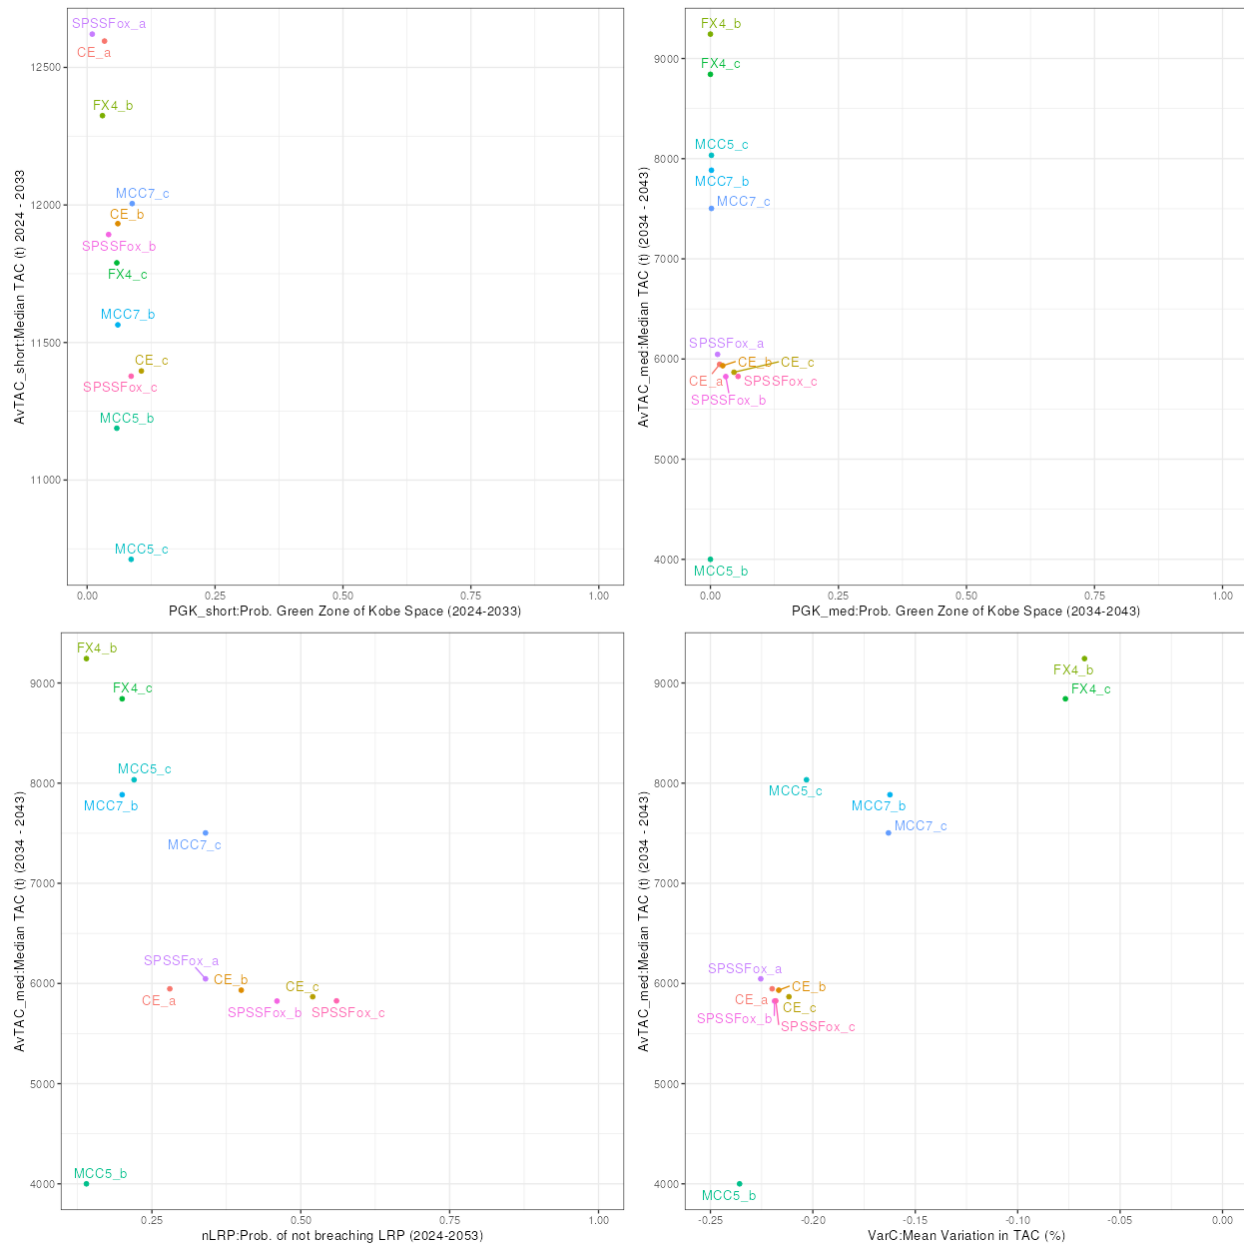 SPSSFox_a
CE_a
12500
FX4_b
MCC7_c
12000
CE_b
SPSSFox_b
FX4_c
MCC7_b
11500
CE_c
SPSSFox_c
MCC5_b
11000
MCC5_c
AvTAC_short:Median TAC (t) 2024 - 2033
0.00 0.25 0.50 0.75 1.00
PGK_short:Prob. Green Zone of Kobe Space (2024-2033)
FX4_b
9000
FX4_c
MCC5_c
8000
MCC7_b
MCC7_c
7000
SPSSFox_a
6000
CE_b
CE_c
CE_a
SPSSFox_c
SPSSFox_b
5000
4000
MCC5_b
AvTAC_med:Median TAC (t) (2034 - 2043)
0.00 0.25 0.50 0.75 1.00
PGK_med:Prob. Green Zone of Kobe Space (2034-2043)
FX4_b
9000
FX4_c
MCC5_c
8000
MCC7_b
MCC7_c
7000
SPSSFox_a
CE_b
6000
CE_c
CE_a
SPSSFox_b
SPSSFox_c
5000
MCC5_b
4000
AvTAC_med:Median TAC (t) (2034 - 2043)
0.25 0.50 0.75 1.00
nLRP:Prob. of not breaching LRP (2024-2053)
FX4_b
9000
FX4_c
8000
MCC5_c
MCC7_b
MCC7_c
7000
SPSSFox_a
6000
CE_b
CE_a
CE_c
SPSSFox_b
SPSSFox_c
5000
4000
MCC5_b
AvTAC_med:Median TAC (t) (2034 - 2043)
-0.25 -0.20 -0.15 -0.10 -0.05 0.00
VarC:Mean Variation in TAC (%)